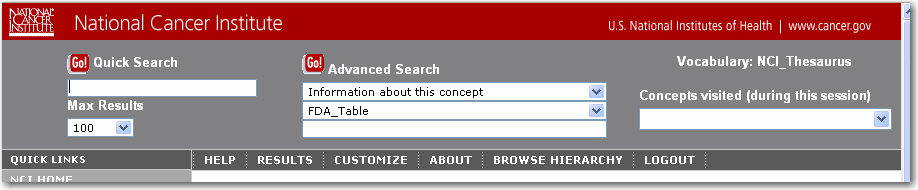 NATIONAL
CANCER
INSTITUTE
National Cancer Institute
U.S. National Institutes of Health | www.cancer.gov
Go! Quick Search
Go! Advanced Search
Vocabulary: NCI_Thesaurus
Information about this concept
Max Results
FDA_Table
Concepts visited (during this session)
100
QUICK LINKS
HELP
RESULTS
CUSTOMIZE
ABOUT
BROWSE HIERARCHY
LOGOUT
NCI HOME